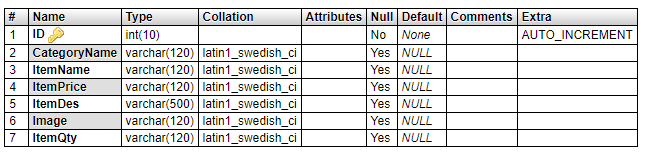 # Name Type Collation Attributes Null Default Comments Extra
1 ID int(10) No None AUTO_INCREMENT
2 CategoryName varchar(120) latin1_swedish_ci Yes NULL
3 ItemName varchar(120) latin1_swedish_ci Yes NULL
4 ItemPrice varchar(120) latin1_swedish_ci Yes NULL
5 ItemDes varchar(500) latin1_swedish_ci Yes NULL
6 Image varchar(120) latin1_swedish_ci Yes NULL
7 ItemQty varchar(120) latin1_swedish_ci Yes NULL